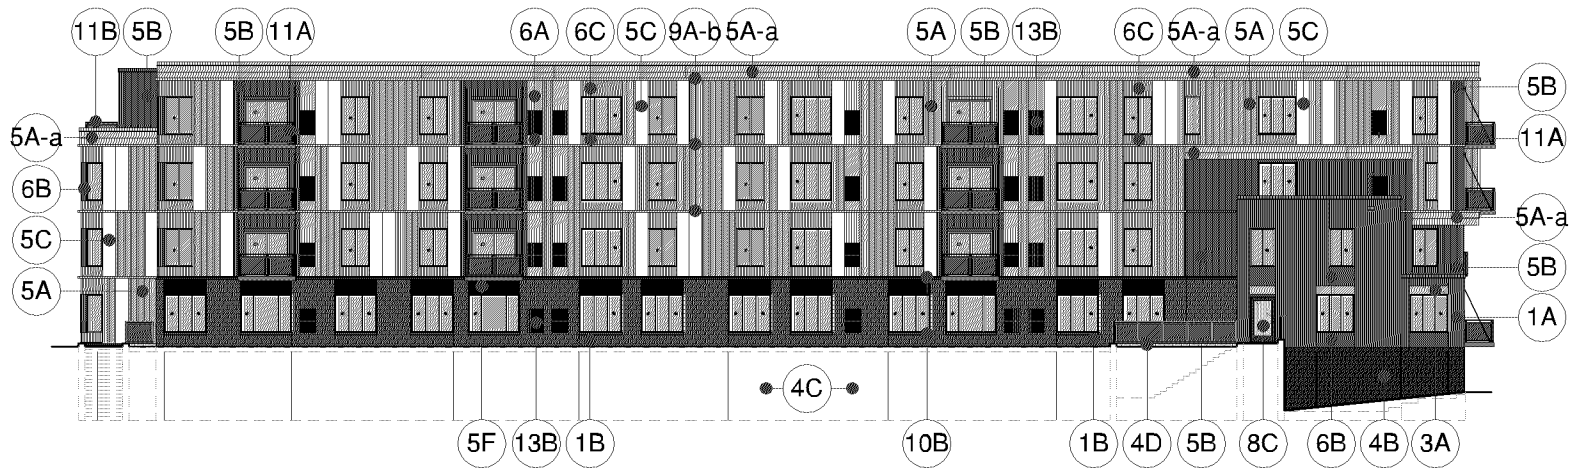 11B 5B 5B 11A 6A 6C 5C 9A-b 5A-a 5A 5B 13B 6C 5A-a 5A 5C
5B
5A-a 11A
6B
5A-a
5C
5B
5A
1A
4C
5F 13B 1B 10B 1B 4D 5B 8C 6B 4B 3A